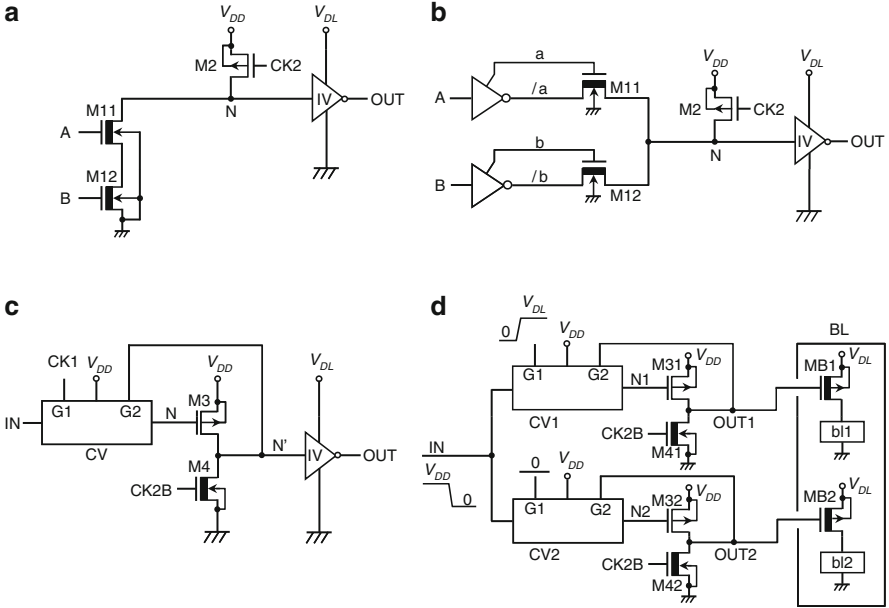 a
V_DD
V_DL
M2
CK2
IV
OUT
N
M11
A
M12
B
b
a
A
/a
M11
V_DD
V_DL
M2
CK2
b
N
IV
OUT
B
/b
M12
c
CK1
V_DD
V_DD
V_DL
G1
G2
M3
IN
N
CV
N'
IV
OUT
M4
CK2B
d
V_DL
0
V_DD
BL
G1
G2
M31
V_DD
MB1
V_DL
N1
CV1
CK2B
OUT1
bl1
IN
M41
V_DD
0
0
V_DD
G1
G2
M32
V_DD
MB2
V_DL
N2
CV2
CK2B
OUT2
bl2
M42